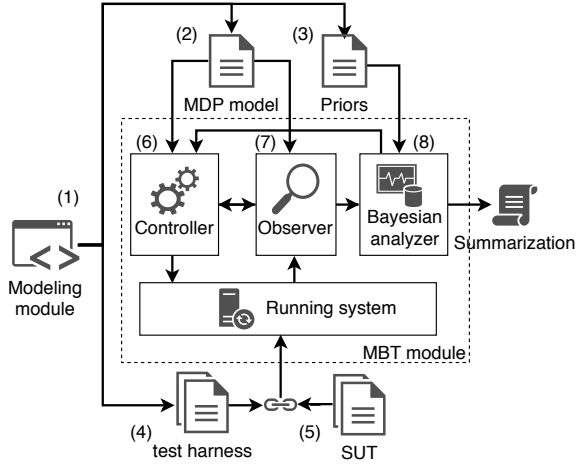 (2)
(3)
MDP model
Priors
(6)
(7)
(8)
(1)
Controller
Observer
Bayesian
analyzer
Summarization
Modeling
module
Running system
MBT module
(4)
test harness
(5)
SUT